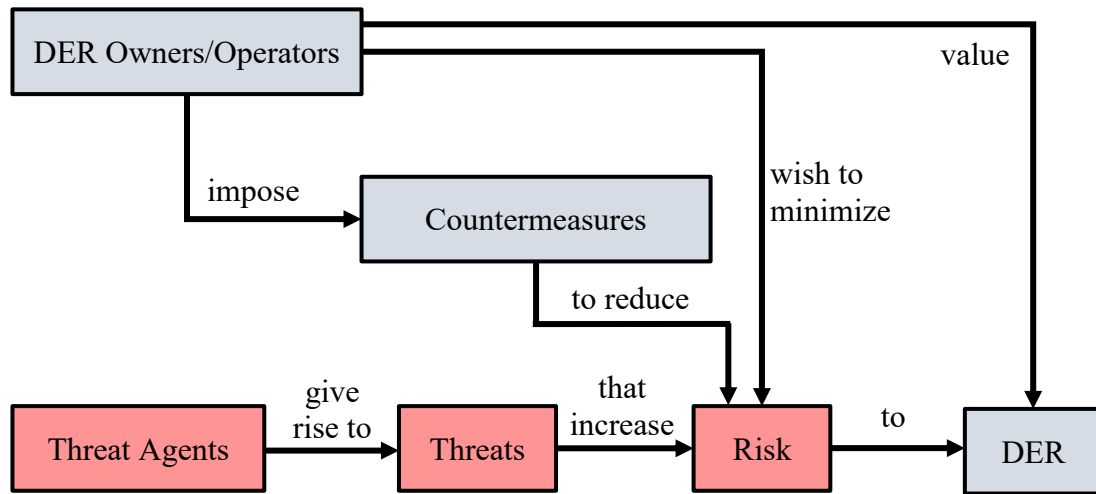 DER Owners/Operators
value
impose
wish to
minimize
Countermeasures
to reduce
give
rise to
that
increase
to
Threat Agents
Threats
Risk
DER